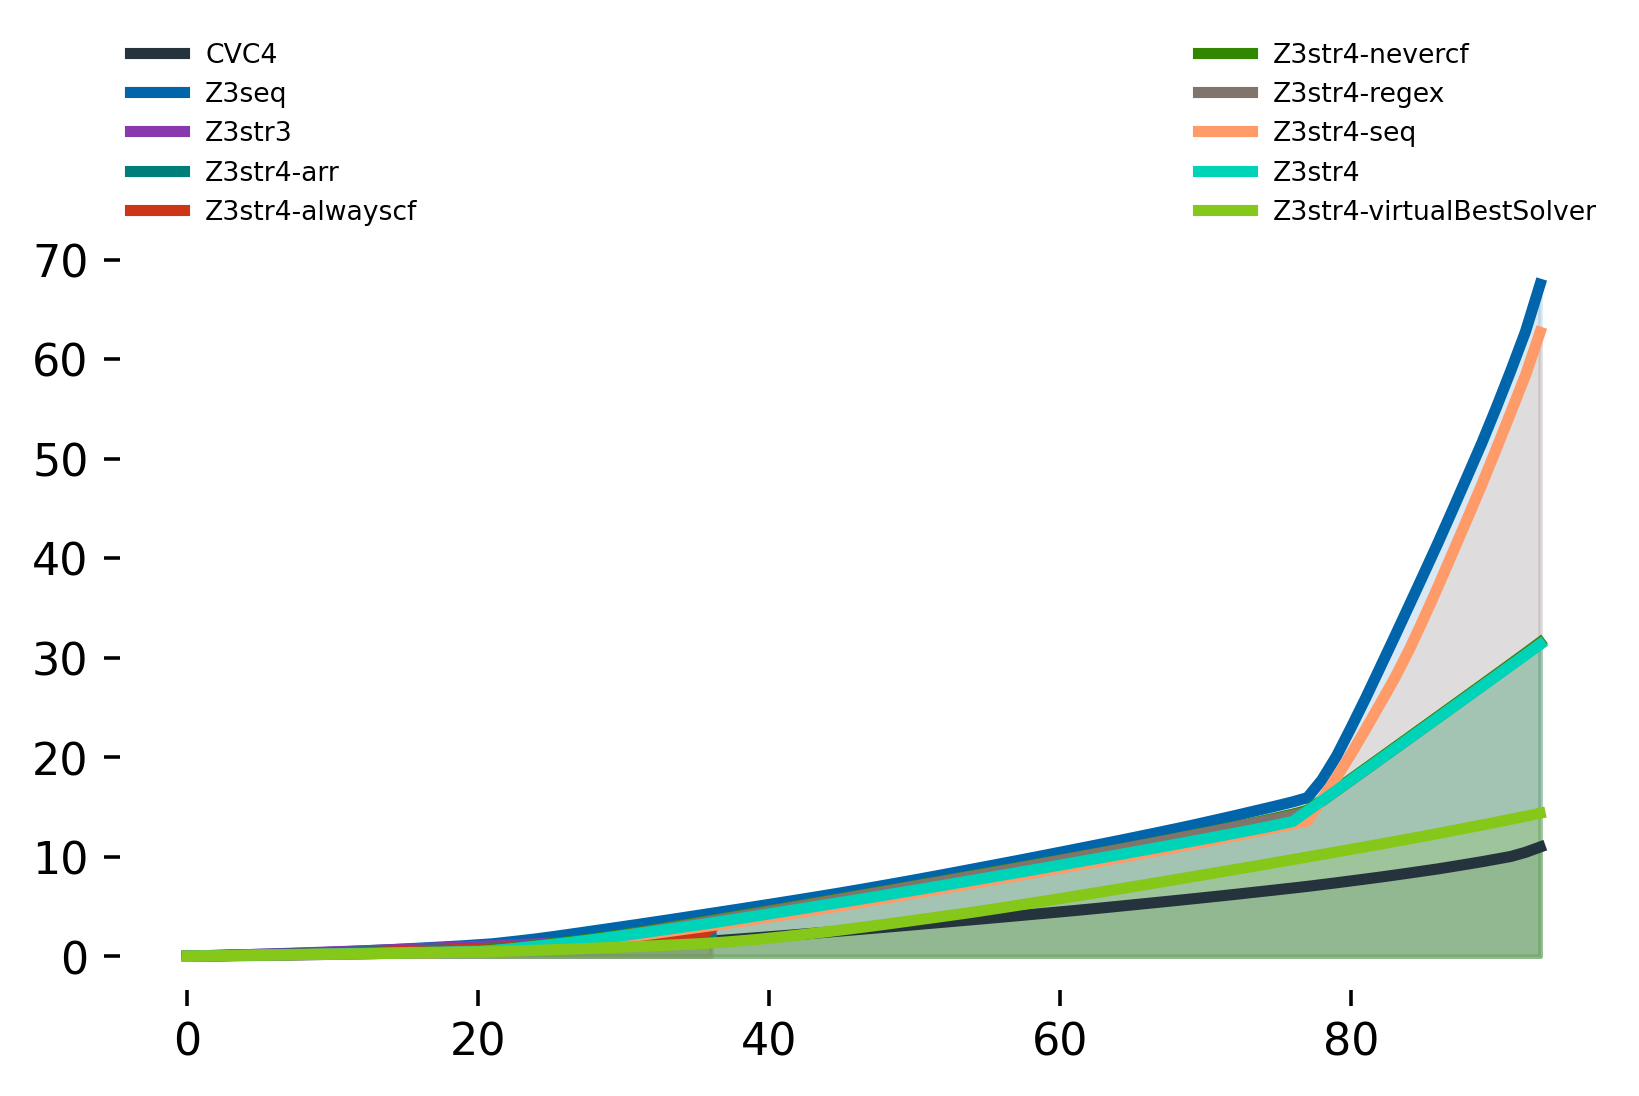 CVC4
Z3seq
Z3str3
Z3str4-arr
Z3str4-alwayscf
Z3str4-nevercf
Z3str4-regex
Z3str4-seq
Z3str4
Z3str4-virtualBestSolver
70
60
50
40
30
20
10
0
0 20 40 60 80